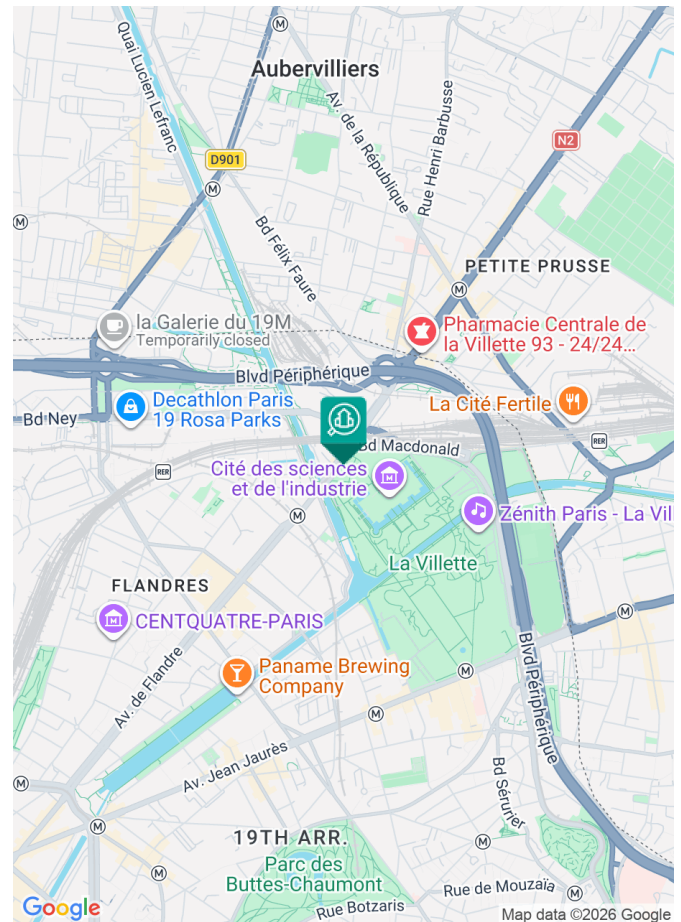 Quai Lucien Lefranc
M
Aubervilliers
Av. de la République
Rue Henri Barbusse
N2
D901
M
M
Bd Félix Faure
PETITE PRUSSE
M
la Galerie du 19M
Temporarily closed
Pharmacie Centrale de
la Villette 93 - 24/24...
Blvd Périphérique
Decathlon Paris
19 Rosa Parks
La Cité Fertile
Bd Ney
Bd Macdonald
RER
RER
Cité des sciences
et de l'industrie
M
Zénith Paris - La Vil
La Villette
FLANDRES
M
CENTQUATRE-PARIS
Blvd Périphérique
Paname Brewing
Company
M
Av. de Flandre
M
Av. Jean Jaurès
Bd Sérurier
M
M
19TH ARR.
M
Parc des
Buttes-Chaumont
Rue de Mouzaïa
Rue Botzaris
Google
Map data ©2026 Google